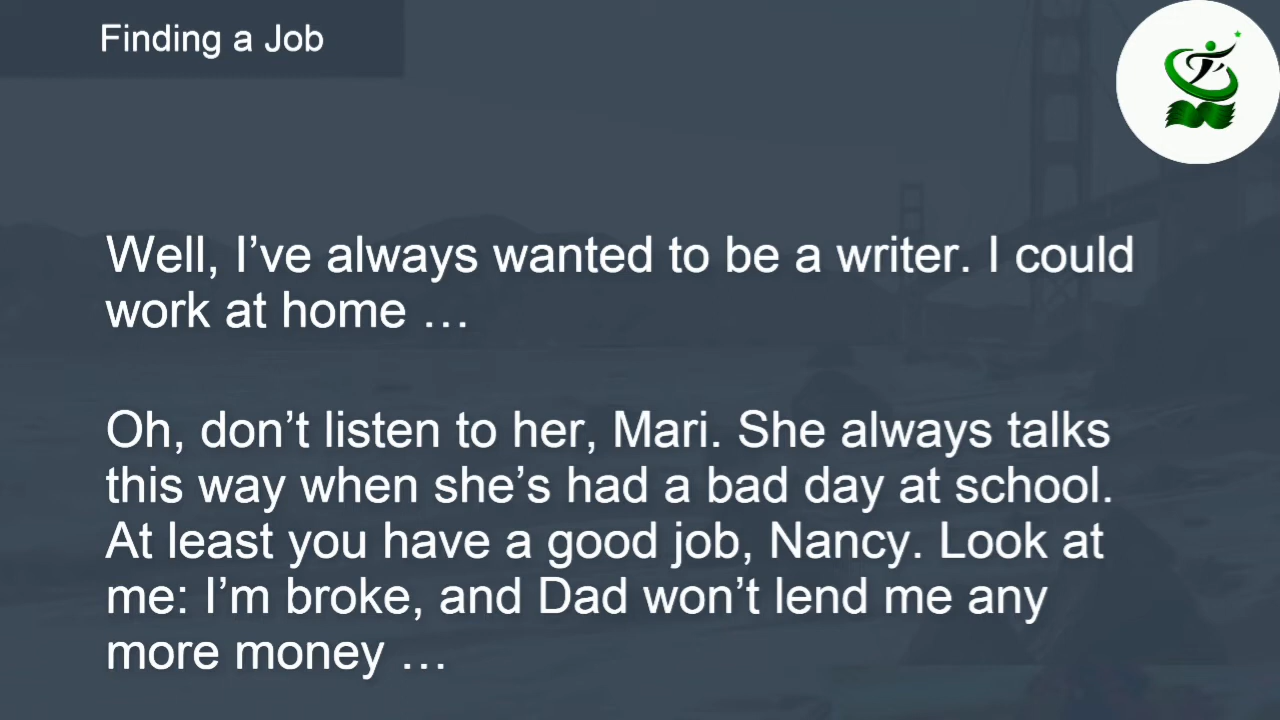 Finding a Job
Well, I’ve always wanted to be a writer. I could
work at home …
Oh, don’t listen to her, Mari. She always talks
this way when she’s had a bad day at school.
At least you have a good job, Nancy. Look at
me: I’m broke, and Dad won’t lend me any
more money …